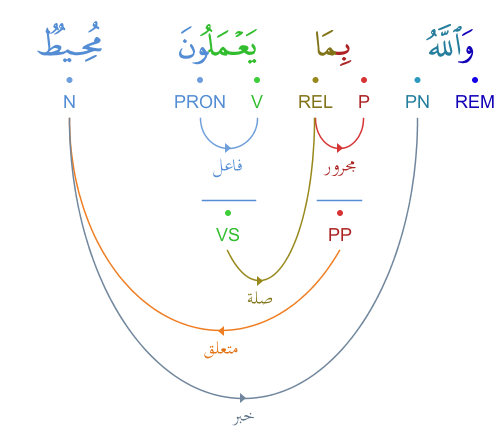 وَٱللَّهُ بِمَا يَعْمَلُونَ مُحِيطٌ
REM PN P REL V PRON N
فاعل مجرور
VS PP
صلة
متعلق
خبر